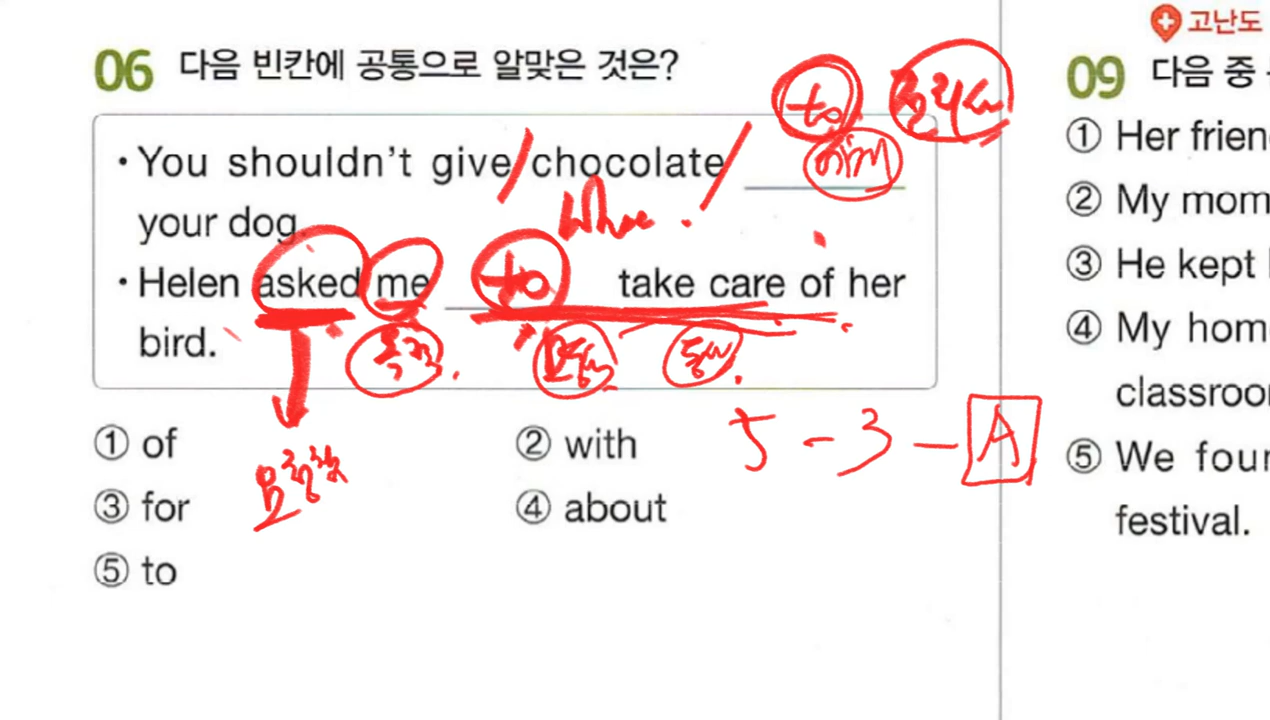 06 다음 빈칸에 공통으로 알맞은 것은?
to
him
• You shouldn't give / chocolate /
your dog.
• Helen asked me to take care of her
bird.
동사
5 - 3 - A
① of ② with
③ for ④ about
⑤ to
고난도
09 다음 중
① Her frien
② My mom
③ He kept
④ My hom
classroo
⑤ We four
festival.